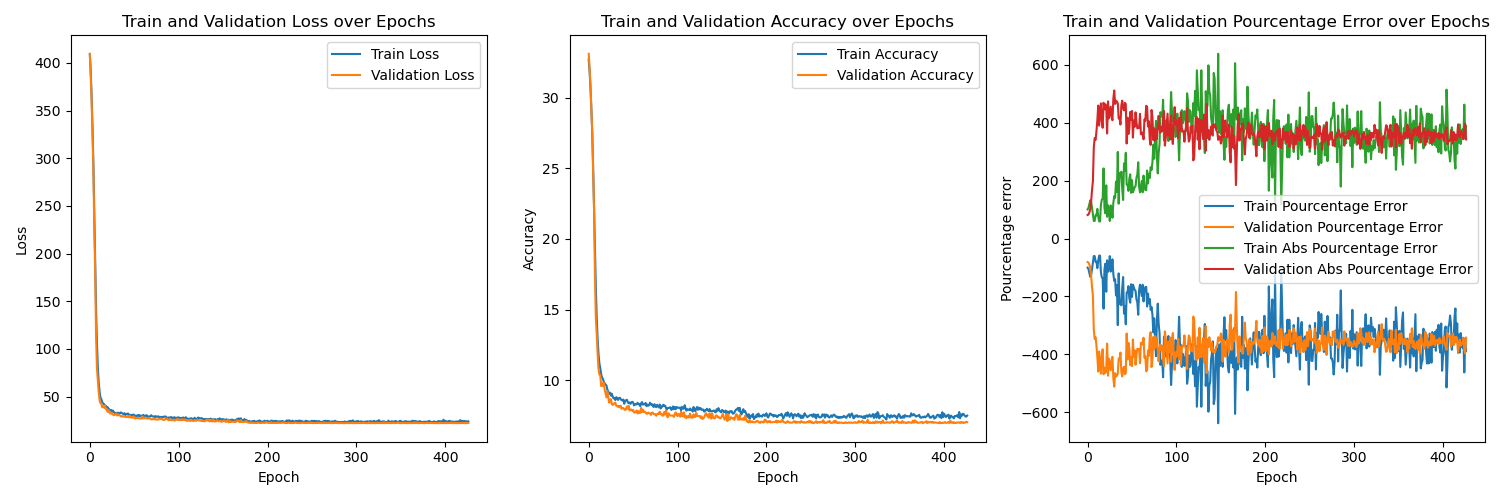 Train and Validation Loss over Epochs
Loss
400
350
300
250
200
150
100
50
0
100
200
300
400
Epoch
Train Loss
Validation Loss
Train and Validation Accuracy over Epochs
Accuracy
30
25
20
15
10
0
100
200
300
400
Epoch
Train Accuracy
Validation Accuracy
Train and Validation Pourcentage Error over Epochs
Pourcentage error
600
400
200
0
−200
−400
−600
0
100
200
300
400
Epoch
Train Pourcentage Error
Validation Pourcentage Error
Train Abs Pourcentage Error
Validation Abs Pourcentage Error